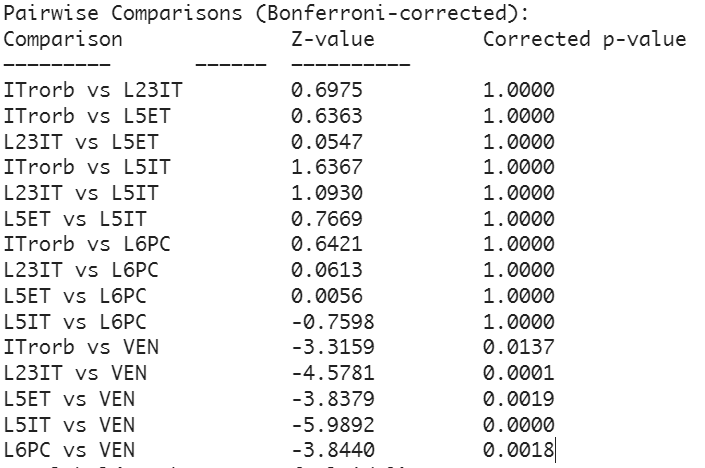 Pairwise Comparisons (Bonferroni-corrected):
Comparison Z-value Corrected p-value
--------- ------ ----------
ITrorb vs L23IT 0.6975 1.0000
ITrorb vs L5ET 0.6363 1.0000
L23IT vs L5ET 0.0547 1.0000
ITrorb vs L5IT 1.6367 1.0000
L23IT vs L5IT 1.0930 1.0000
L5ET vs L5IT 0.7669 1.0000
ITrorb vs L6PC 0.6421 1.0000
L23IT vs L6PC 0.0613 1.0000
L5ET vs L6PC 0.0056 1.0000
L5IT vs L6PC -0.7598 1.0000
ITrorb vs VEN -3.3159 0.0137
L23IT vs VEN -4.5781 0.0001
L5ET vs VEN -3.8379 0.0019
L5IT vs VEN -5.9892 0.0000
L6PC vs VEN -3.8440 0.0018